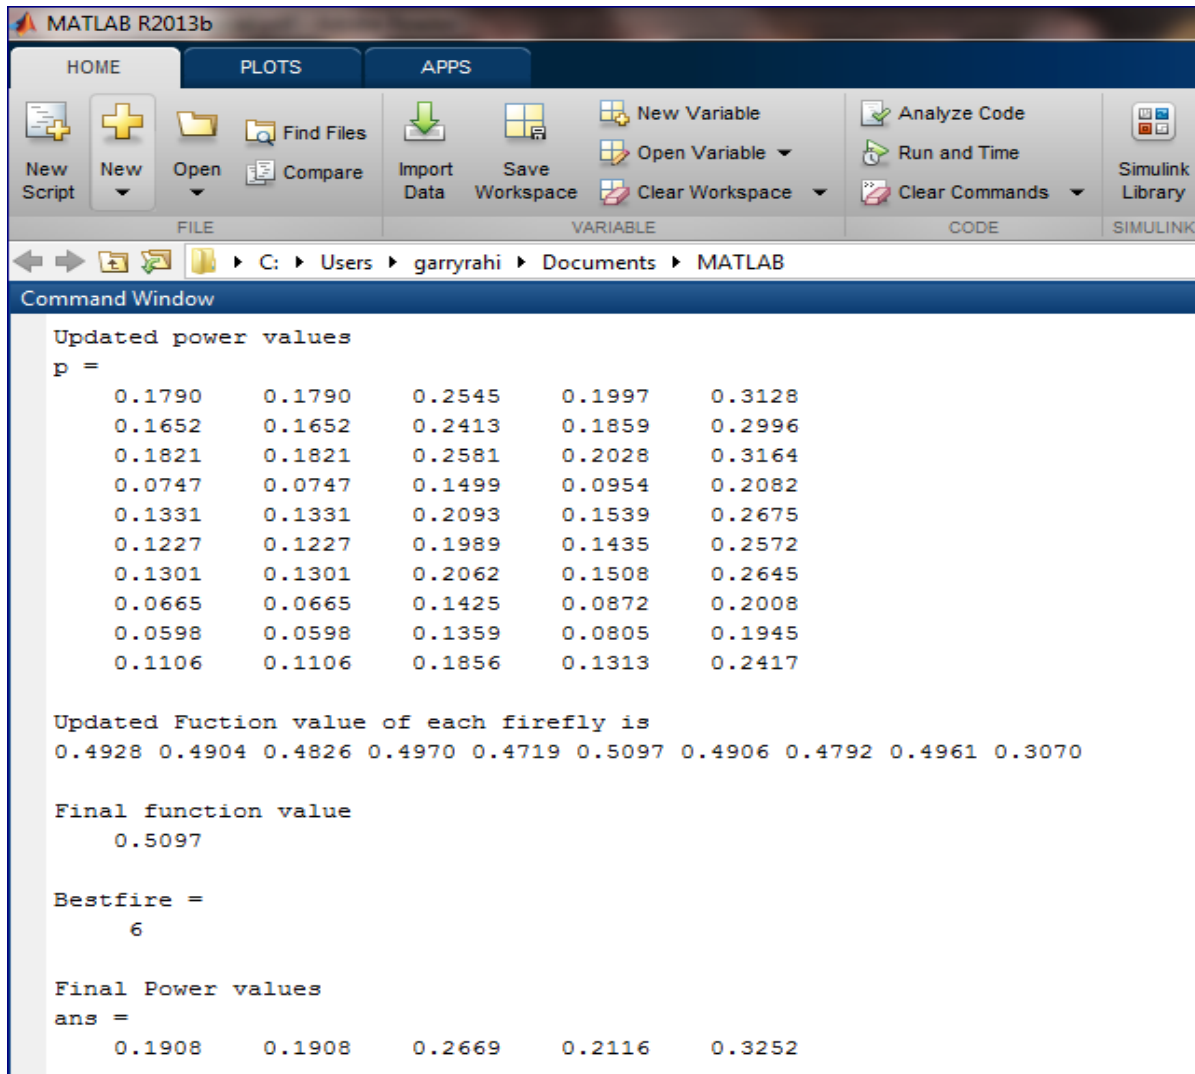 MATLAB R2013b
HOME PLOTS APPS
New Script
New
Open
Find Files
Compare
Import Data
Save Workspace
New Variable
Open Variable
Clear Workspace
Analyze Code
Run and Time
Clear Commands
Simulink Library
FILE VARIABLE CODE SIMULINK
C: Users garryrahi Documents MATLAB
Command Window
Updated power values
p =
0.1790 0.1790 0.2545 0.1997 0.3128
0.1652 0.1652 0.2413 0.1859 0.2996
0.1821 0.1821 0.2581 0.2028 0.3164
0.0747 0.0747 0.1499 0.0954 0.2082
0.1331 0.1331 0.2093 0.1539 0.2675
0.1227 0.1227 0.1989 0.1435 0.2572
0.1301 0.1301 0.2062 0.1508 0.2645
0.0665 0.0665 0.1425 0.0872 0.2008
0.0598 0.0598 0.1359 0.0805 0.1945
0.1106 0.1106 0.1856 0.1313 0.2417
Updated Fuction value of each firefly is
0.4928 0.4904 0.4826 0.4970 0.4719 0.5097 0.4906 0.4792 0.4961 0.3070
Final function value
0.5097
Bestfire =
6
Final Power values
ans =
0.1908 0.1908 0.2669 0.2116 0.3252